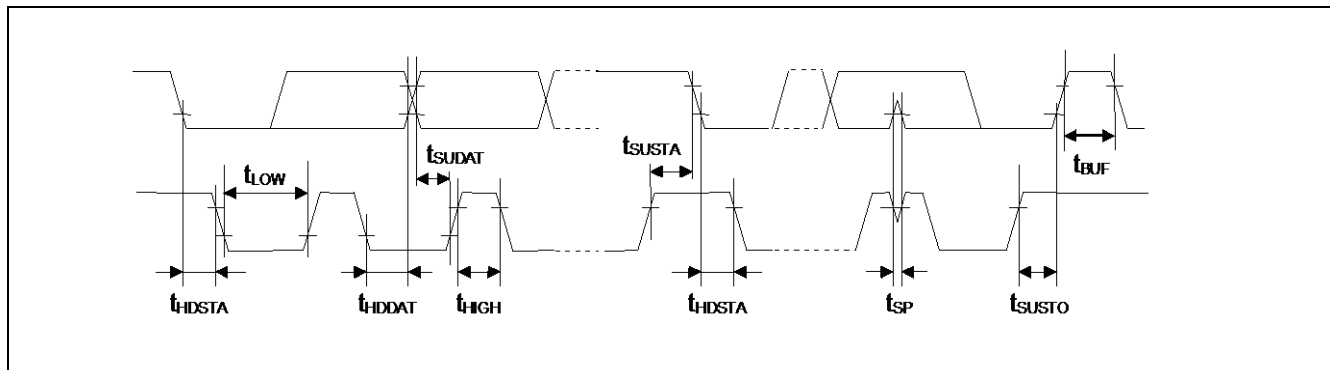 tSUDAT
tSUSTA
tBUF
tLOW
tHDSTA
tHDDAT
tHIGH
tHDSTA
tSP
tSUSTO